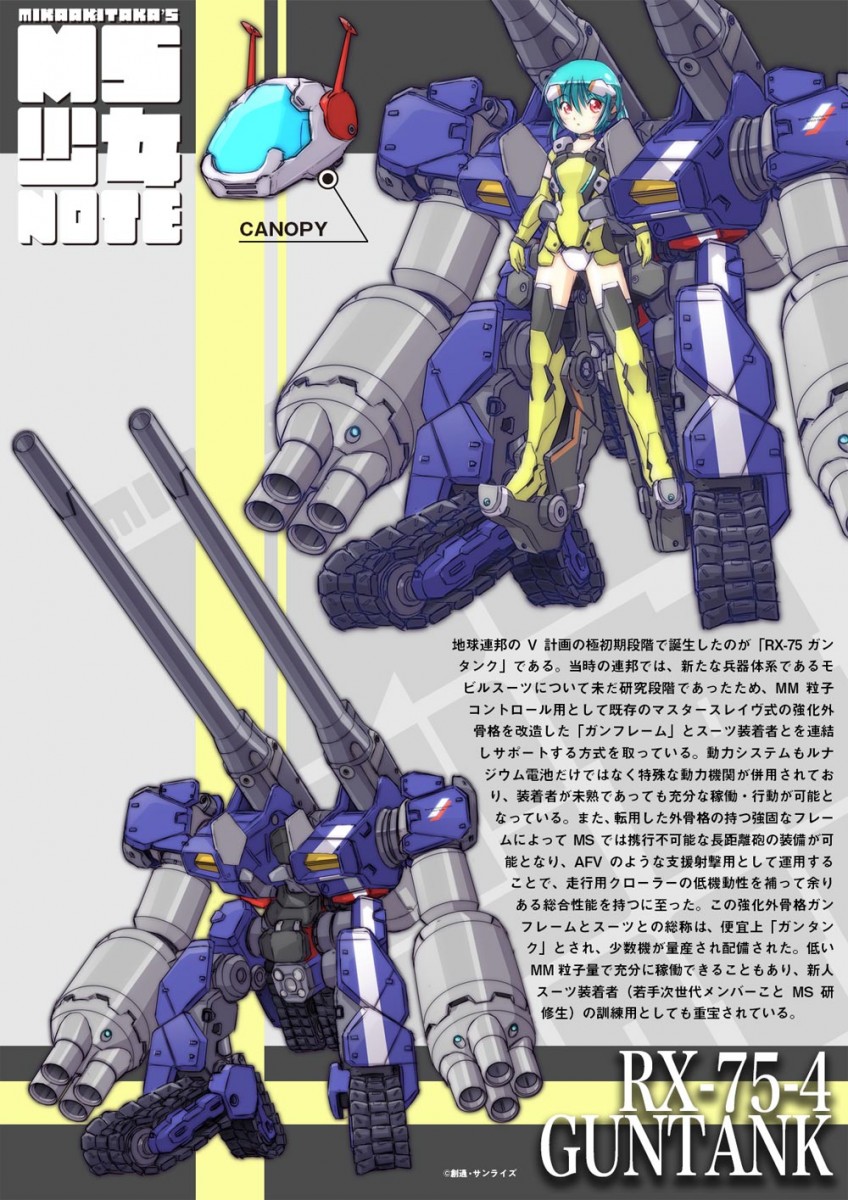 MIKAAKITAKA'S
MS
少女
NOTE
CANOPY
地球連邦の V 計画の極初期段階で誕生したのが「RX-75 ガン
タンク」である。当時の連邦では、新たな兵器体系であるモ
ビルスーツについて未だ研究段階であったため、MM 粒子
コントロール用として既存のマスタースレイヴ式の強化外
骨格を改造した「ガンフレーム」とスーツ装着者とを連結
しサポートする方式を取っている。動力システムもルナ
ジウム電池だけではなく特殊な動力機関が併用されてお
り、装着者が未熟であっても充分な稼働・行動が可能と
なっている。また、転用した外骨格の持つ強固なフレー
ムによって MS では携行不可能な長距離砲の装備が可
能となり、AFV のような支援射撃用として運用する
ことで、走行用クローラーの低機動性を補って余り
ある総合性能を持つに至った。この強化外骨格ガン
フレームとスーツとの総称は、便宜上「ガンタン
ク」とされ、少数機が量産され配備された。低い
MM 粒子量で充分に稼働できることもあり、新人
スーツ装着者（若手次世代メンバーこと MS 研
修生）の訓練用としても重宝されている。
RX-75-4
GUNTANK
©創通・サンライズ